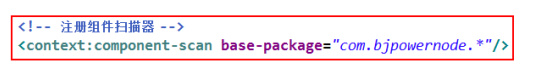 <!-- 注册组件扫描器 -->
<context:component-scan base-package="com.bjpowernode.*"/>